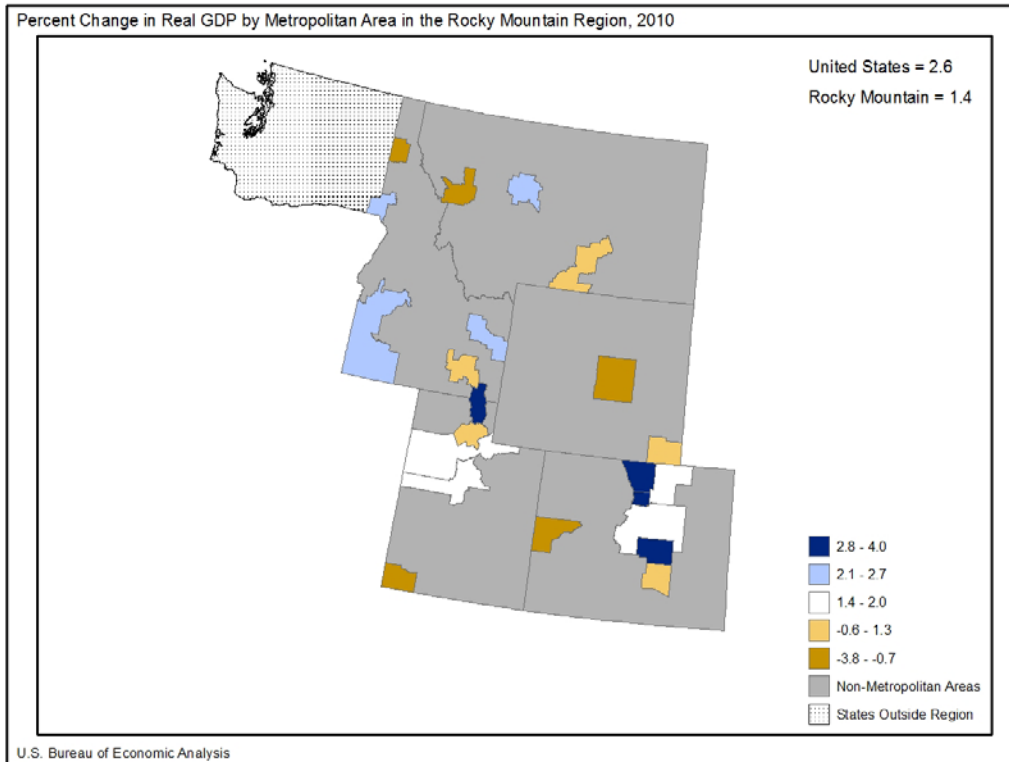 Percent Change in Real GDP by Metropolitan Area in the Rocky Mountain Region, 2010
United States = 2.6
Rocky Mountain = 1.4
2.8 - 4.0
2.1 - 2.7
1.4 - 2.0
-0.6 - 1.3
-3.8 - -0.7
Non-Metropolitan Areas
States Outside Region
U.S. Bureau of Economic Analysis